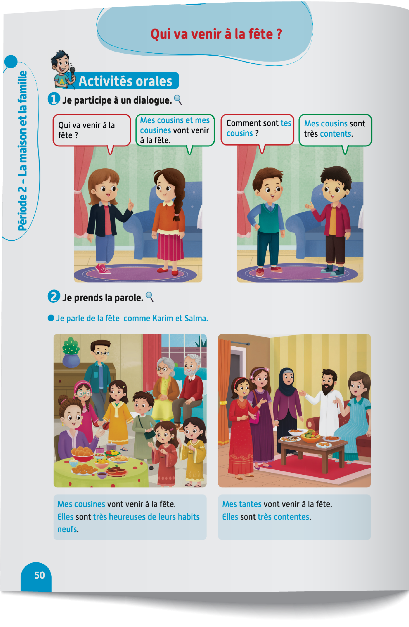 Qui va venir à la fête ?
Période 2 – La maison et la famille
Activités orales
1 Je participe à un dialogue.
Qui va venir à la
fête ?
Mes cousins et mes
cousines vont venir
à la fête.
Comment sont tes
cousins ?
Mes cousins sont
très contents.
2 Je prends la parole.
Je parle de la fête comme Karim et Salma.
Mes cousines vont venir à la fête.
Elles sont très heureuses de leurs habits
neufs.
Mes tantes vont venir à la fête.
Elles sont très contentes.
50